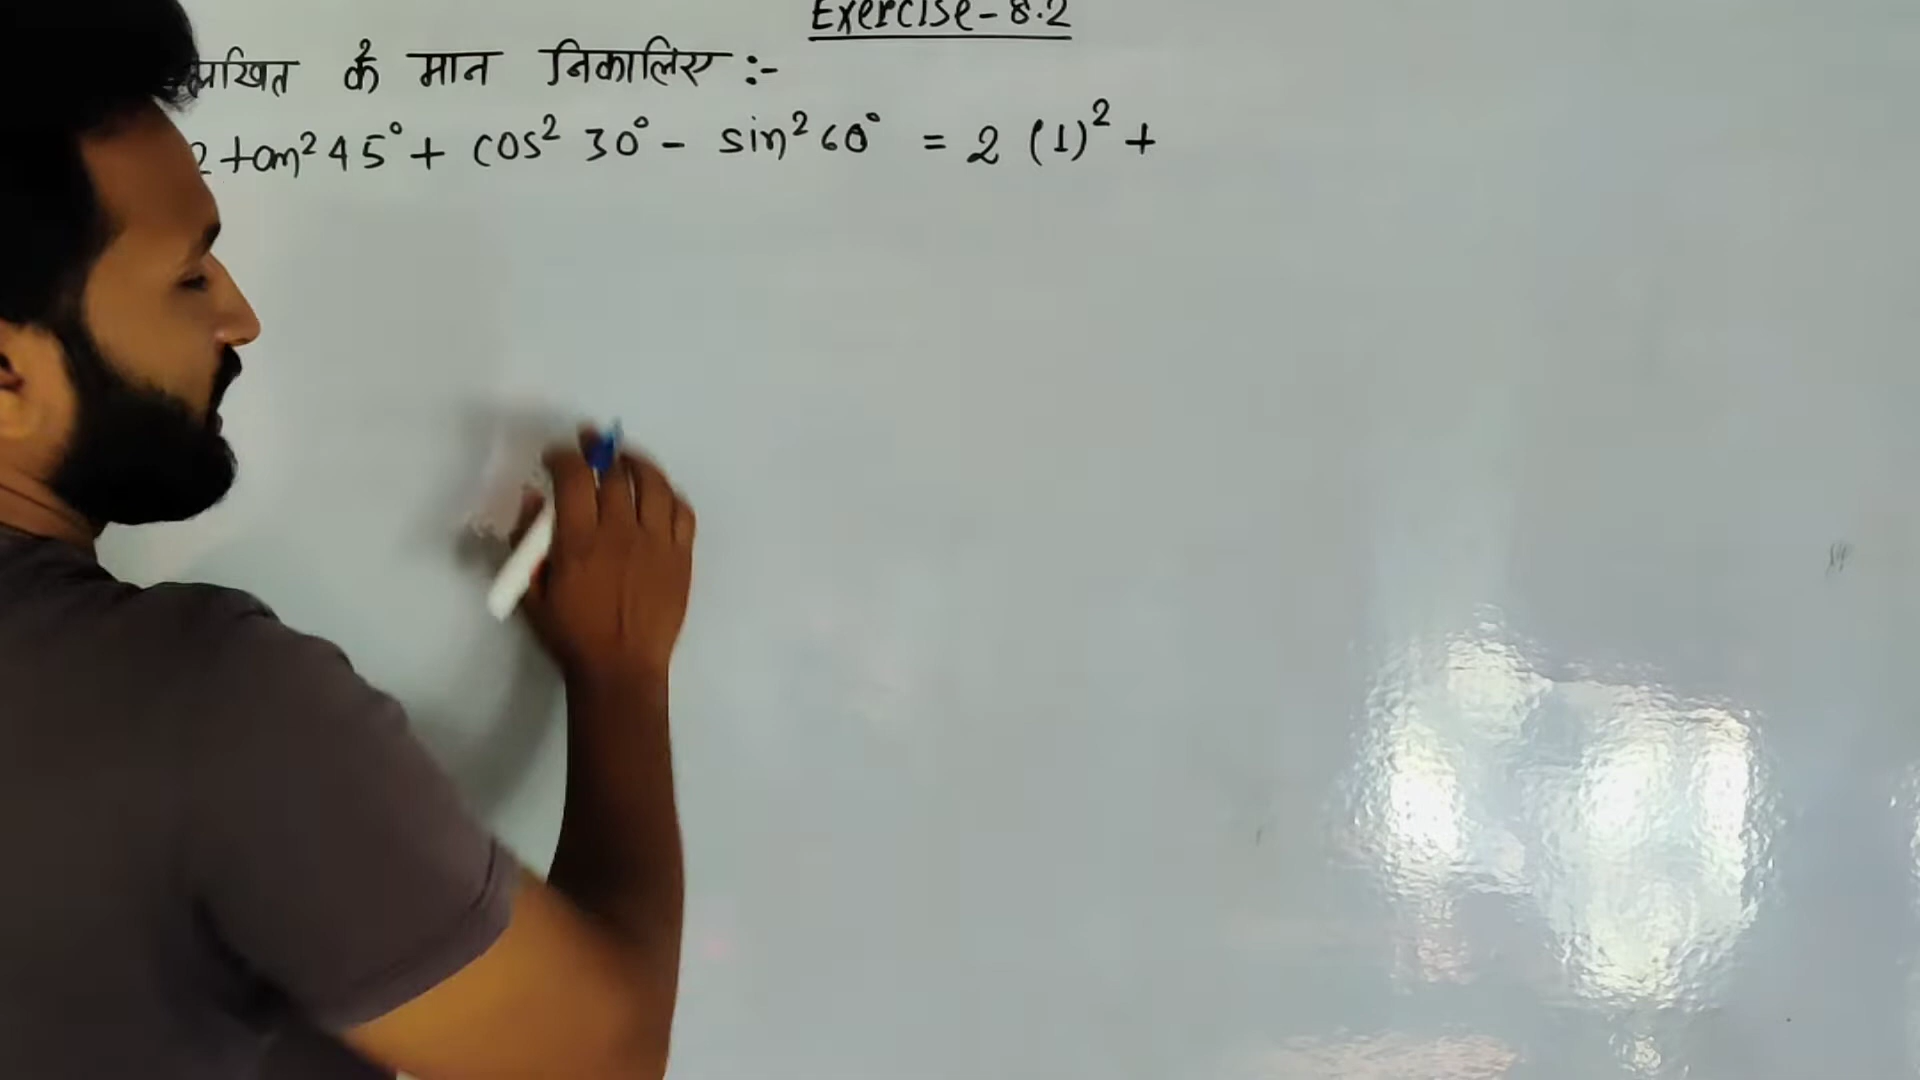 Exercise-8.2
के मान निकालिए :-
2 tan² 45° + cos² 30° - sin² 60° = 2 (1)² +